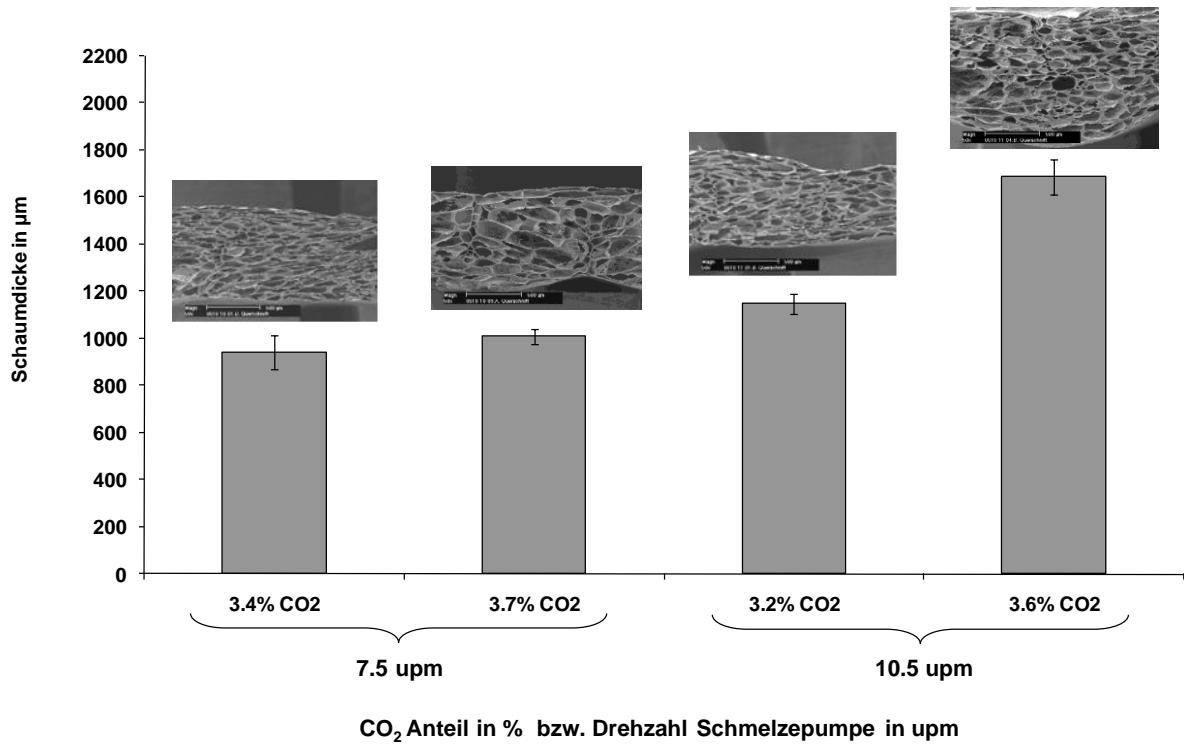 2200
2000
1800
1600
1400
1200
1000
800
600
400
200
0
Schaumdicke in µm
3.4% CO2
3.7% CO2
3.2% CO2
3.6% CO2
7.5 upm
10.5 upm
CO₂ Anteil in % bzw. Drehzahl Schmelzepumpe in upm